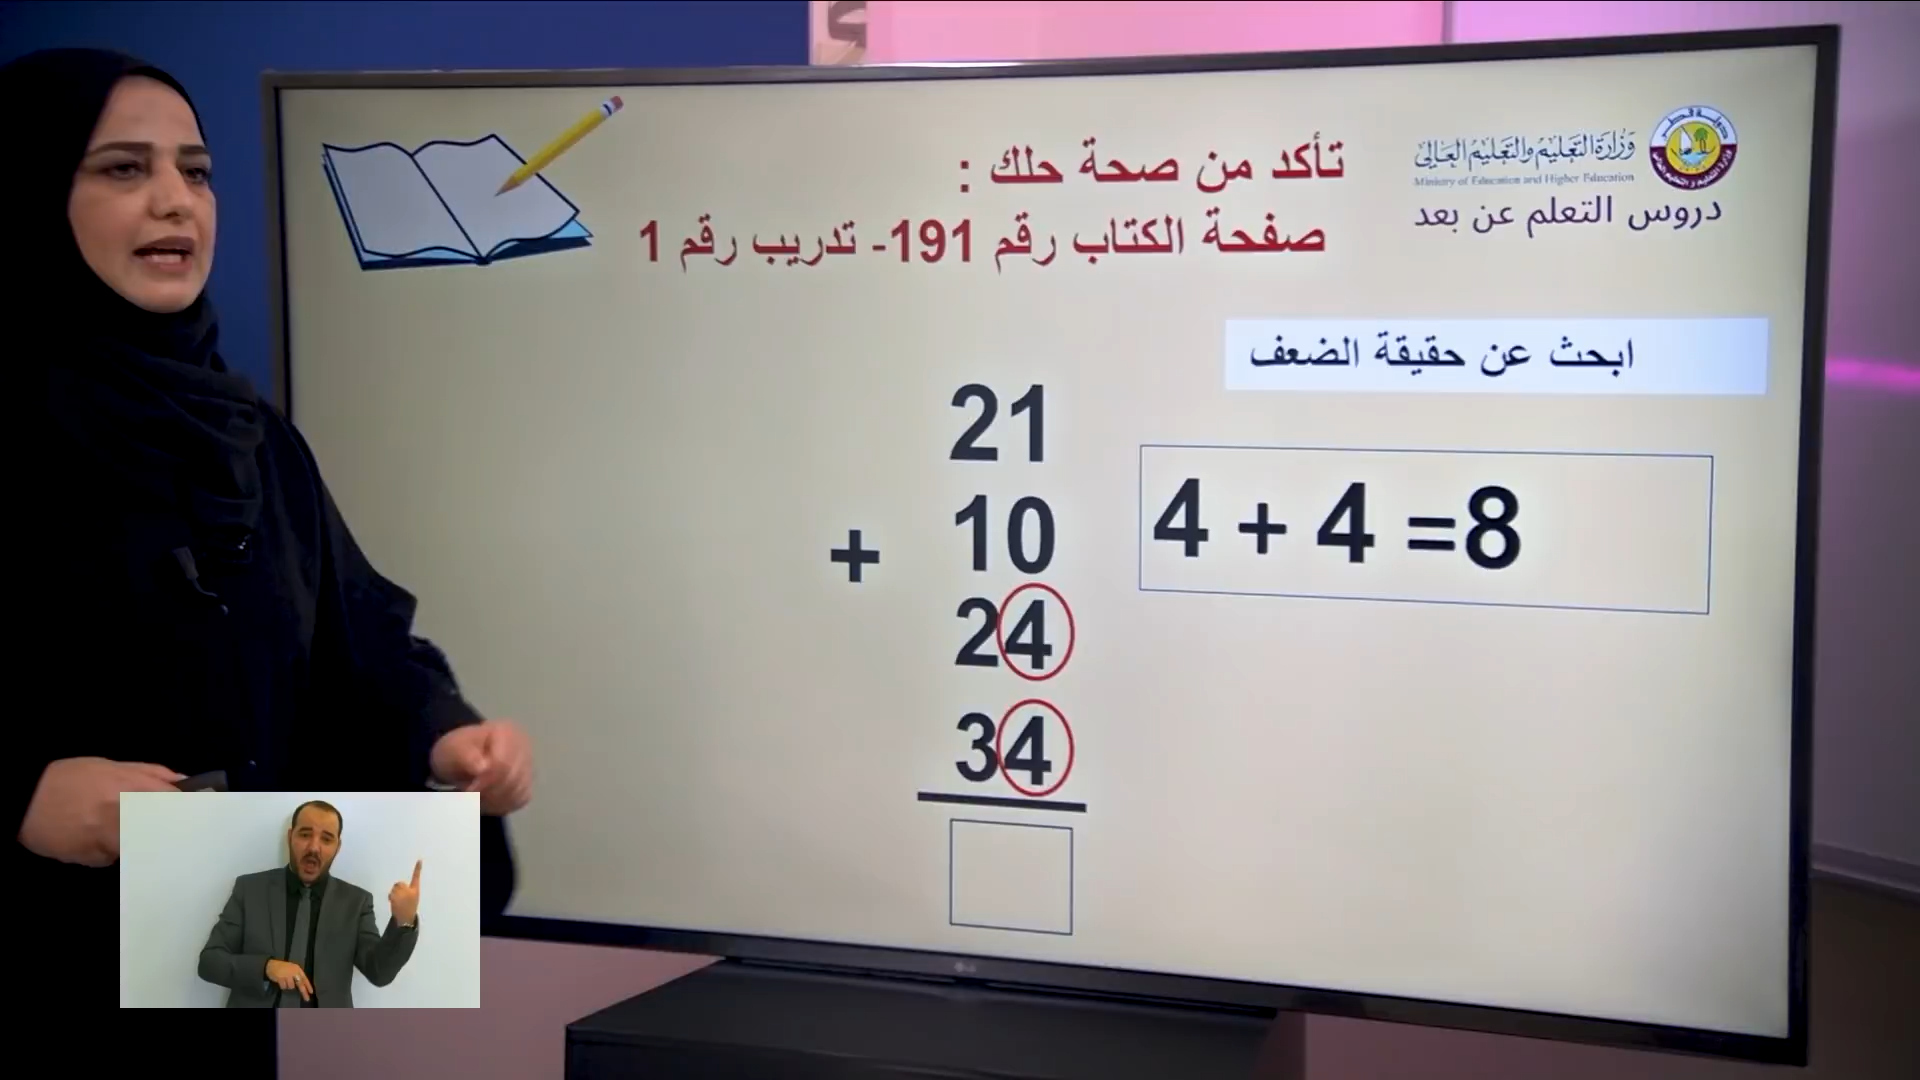 وزارة التعليم والتعليم العالي
Ministry of Education and Higher Education
دروس التعلم عن بعد
تأكد من صحة حلك :
صفحة الكتاب رقم 191- تدريب رقم 1
ابحث عن حقيقة الضعف
21
+ 10
24
34
4 + 4 =8